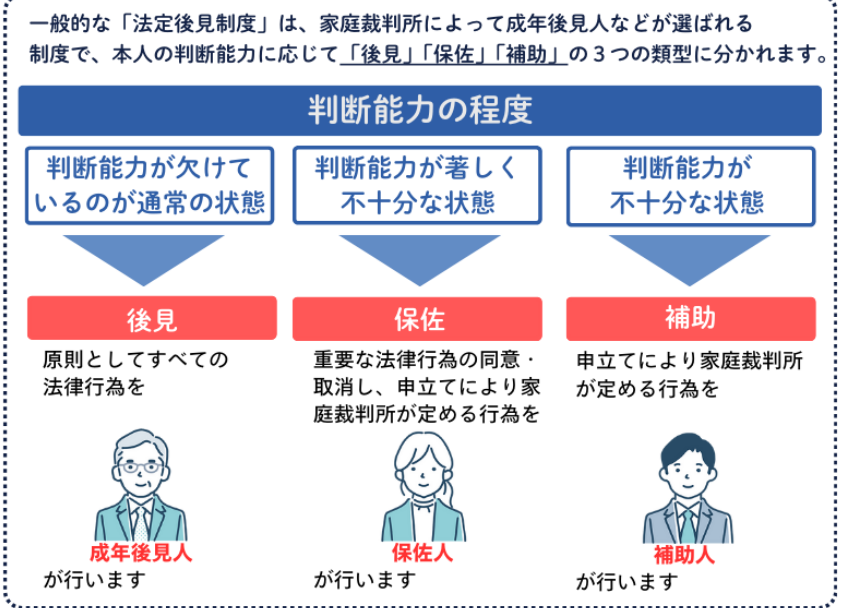 一般的な「法定後見制度」は、家庭裁判所によって成年後見人などが選ばれる
制度で、本人の判断能力に応じて「後見」「保佐」「補助」の３つの類型に分かれます。
判断能力の程度
判断能力が欠けて
いるのが通常の状態
判断能力が著しく
不十分な状態
判断能力が
不十分な状態
後見
原則としてすべての
法律行為を
成年後見人
が行います
保佐
重要な法律行為の同意・
取消し、申立てにより家
庭裁判所が定める行為を
保佐人
が行います
補助
申立てにより家庭裁判所
が定める行為を
補助人
が行います